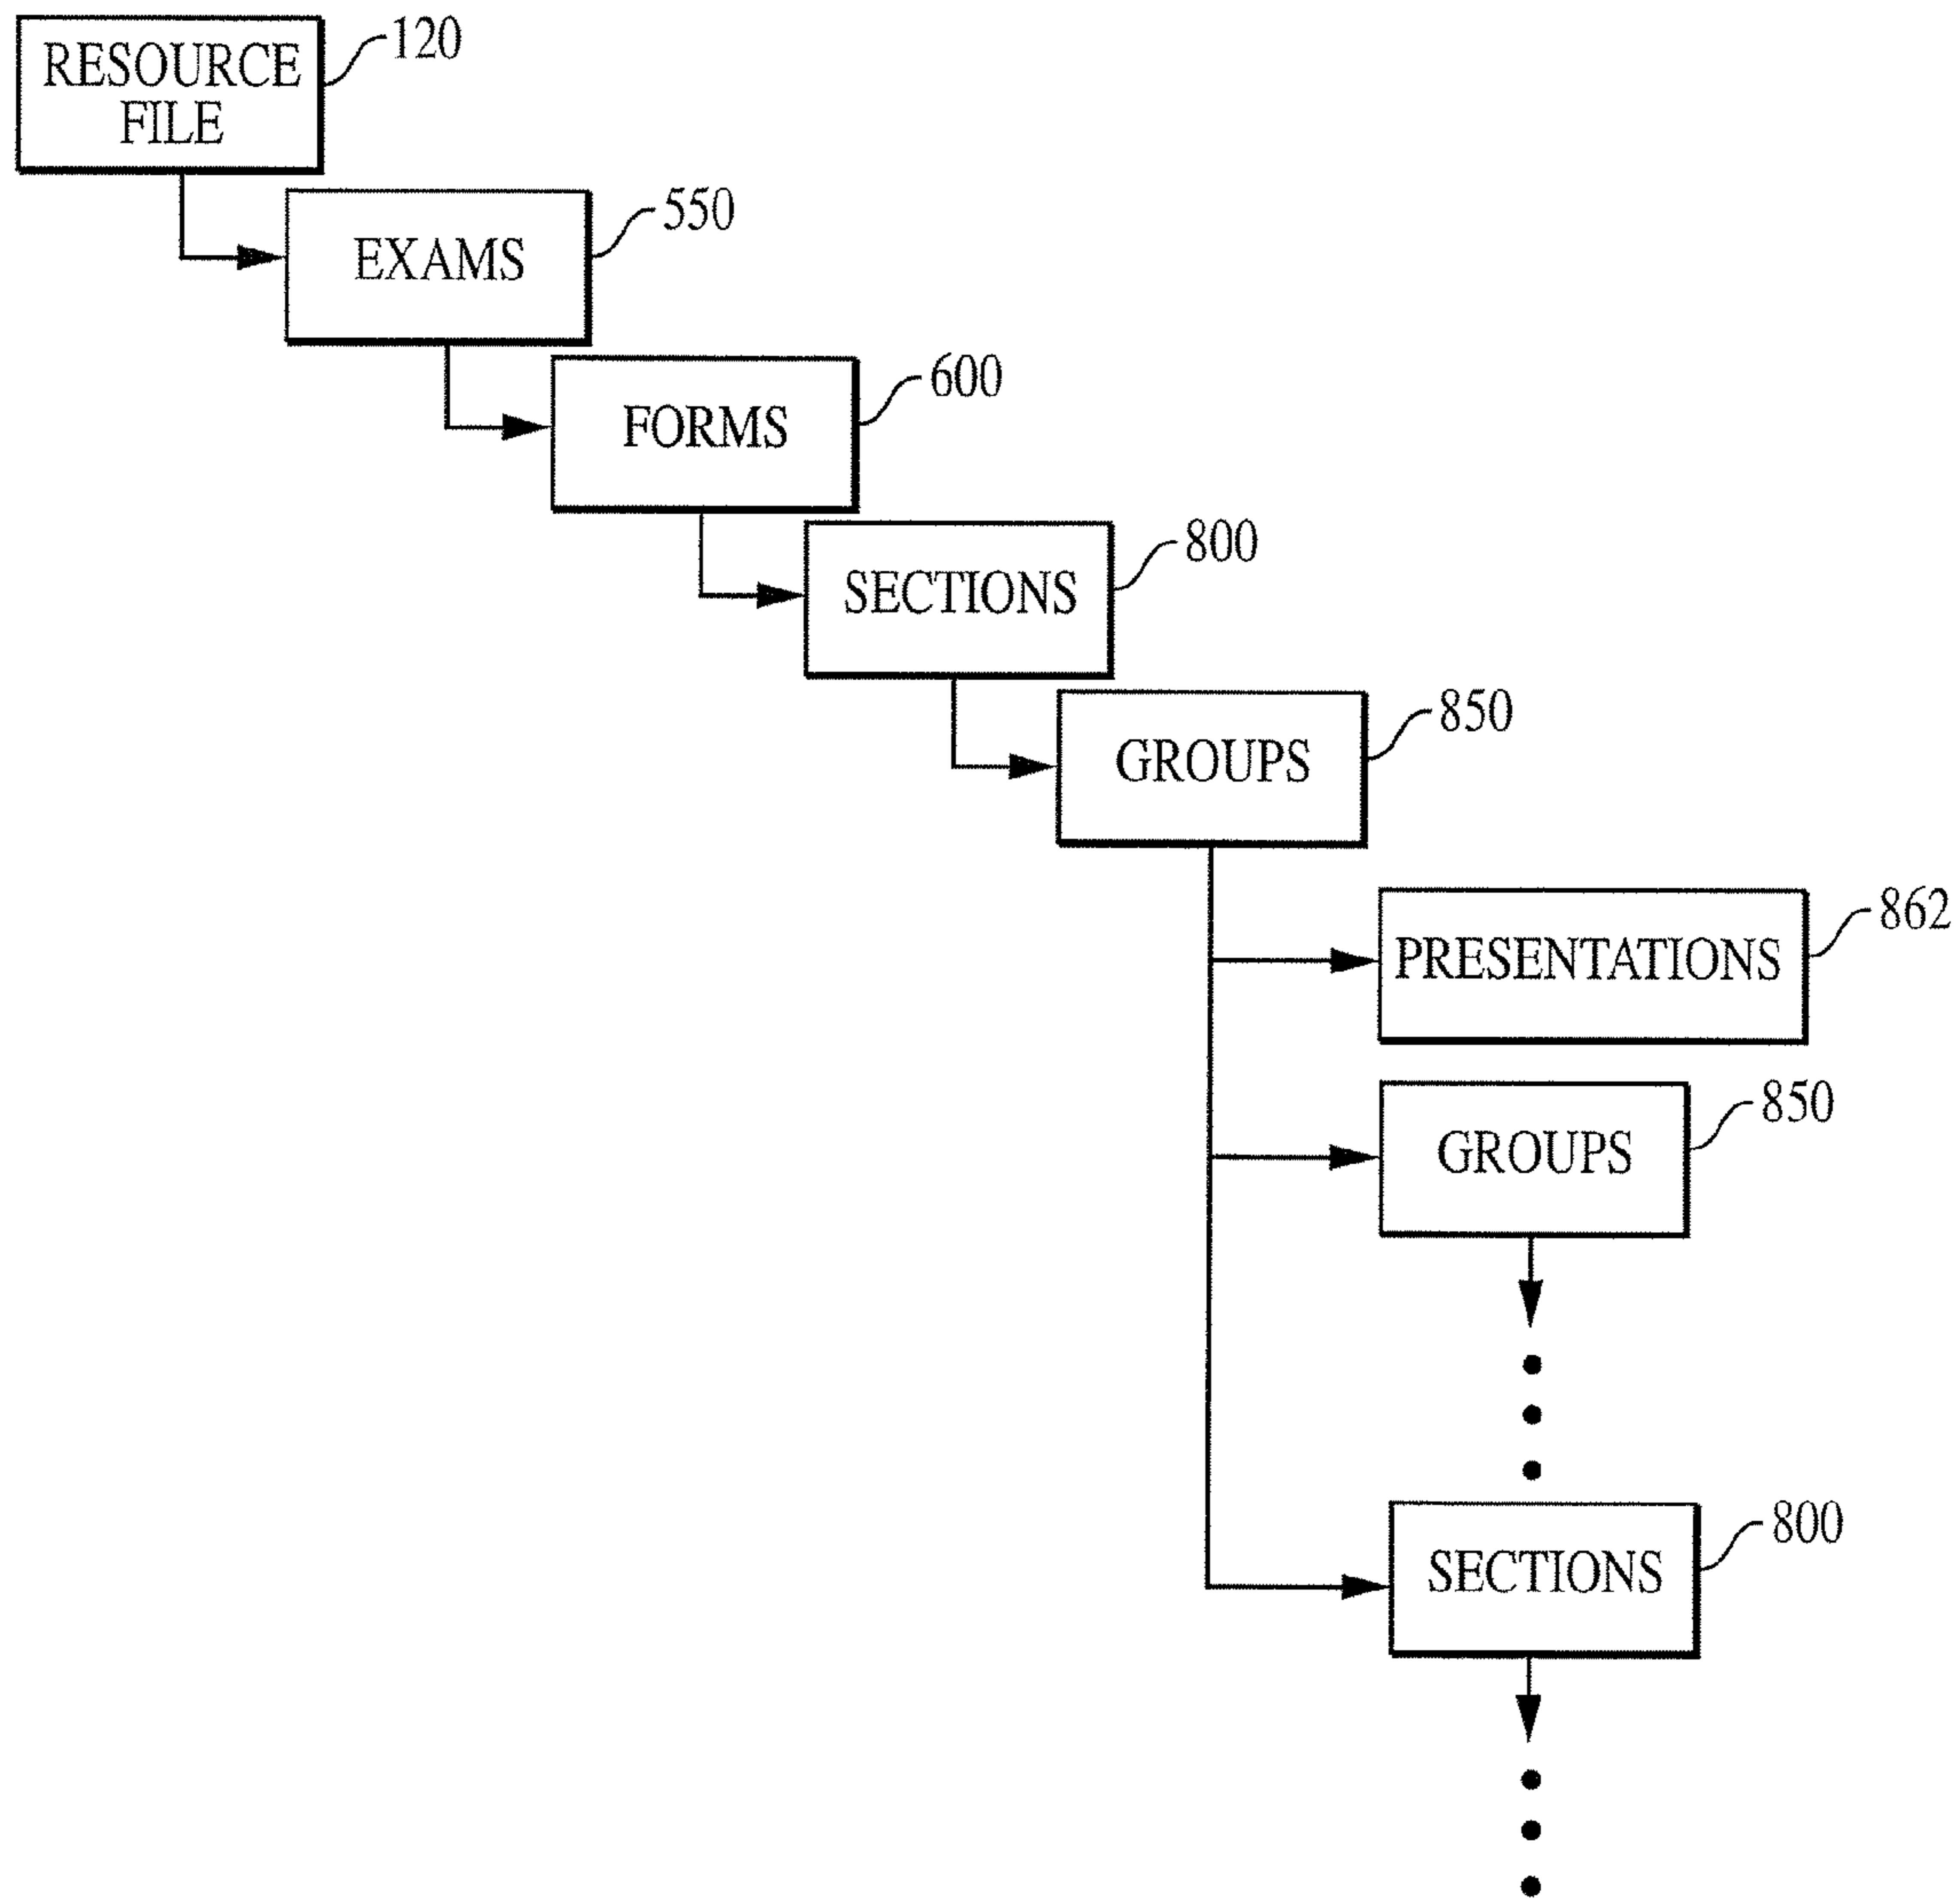 RESOURCE
FILE
120
EXAMS
550
FORMS
600
SECTIONS
800
GROUPS
850
PRESENTATIONS
862
GROUPS
850
SECTIONS
800